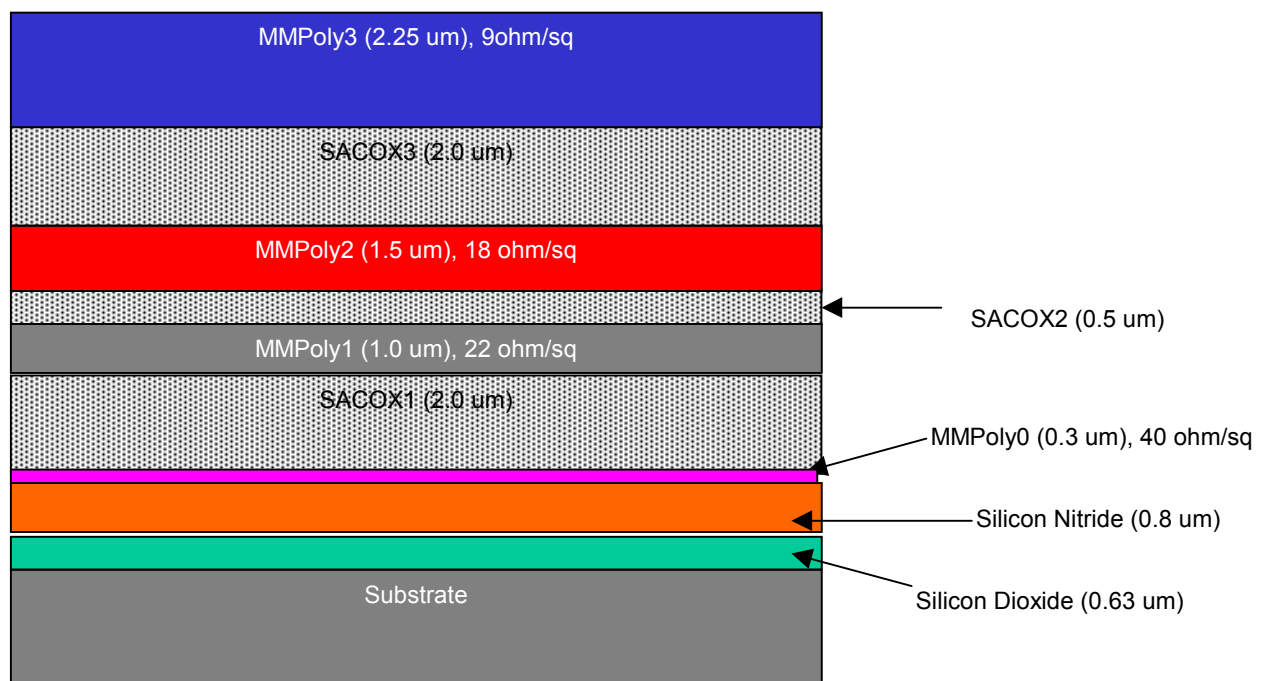 MMPoly3 (2.25 um), 9ohm/sq
SACOX3 (2.0 um)
MMPoly2 (1.5 um), 18 ohm/sq
SACOX2 (0.5 um)
MMPoly1 (1.0 um), 22 ohm/sq
SACOX1 (2.0 um)
MMPoly0 (0.3 um), 40 ohm/sq
Silicon Nitride (0.8 um)
Silicon Dioxide (0.63 um)
Substrate